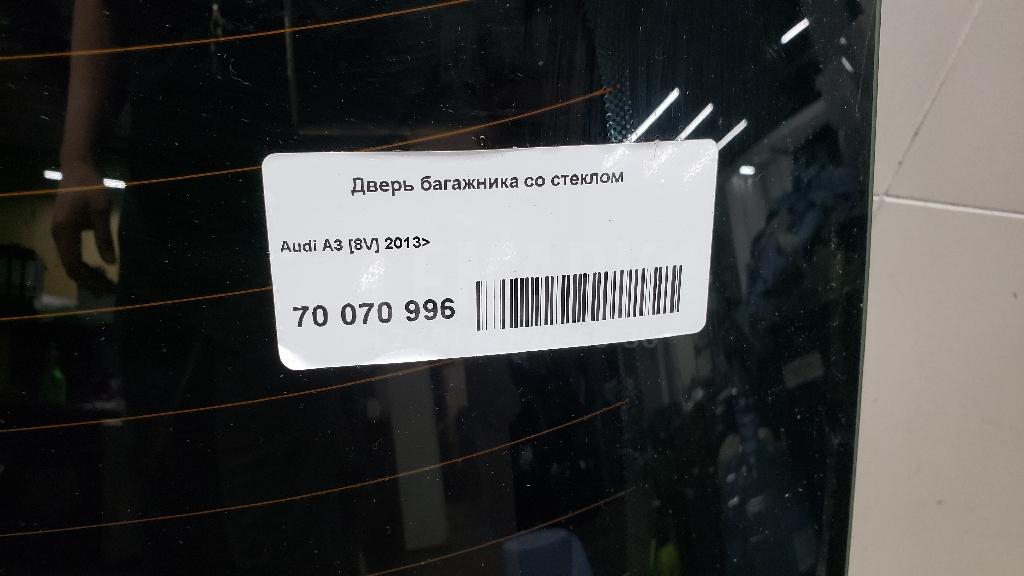 Дверь багажника со стеклом
Audi A3 [8V] 2013>
70 070 996